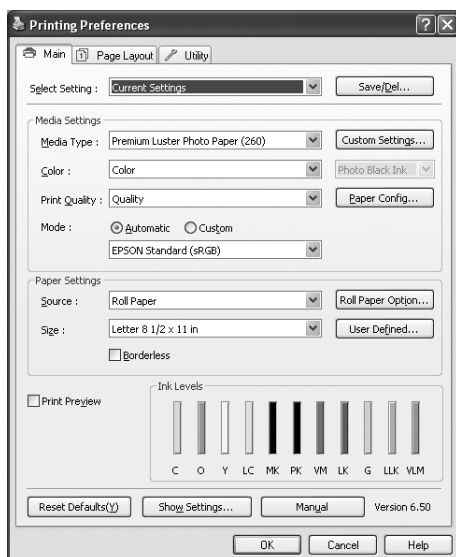 Printing Preferences
Main Page Layout Utility
Select Setting : Current Settings Save/Del...
Media Settings
Media Type : Premium Luster Photo Paper (260) Custom Settings...
Color : Color Photo Black Ink
Print Quality : Quality Paper Config...
Mode : Automatic Custom
EPSON Standard (sRGB)
Paper Settings
Source : Roll Paper Roll Paper Option...
Size : Letter 8 1/2 x 11 in User Defined...
Borderless
Print Preview
Ink Levels
C O Y LC MK PK VM LK G LLK VLM
Reset Defaults(Y) Show Settings... Manual Version 6.50
OK Cancel Help